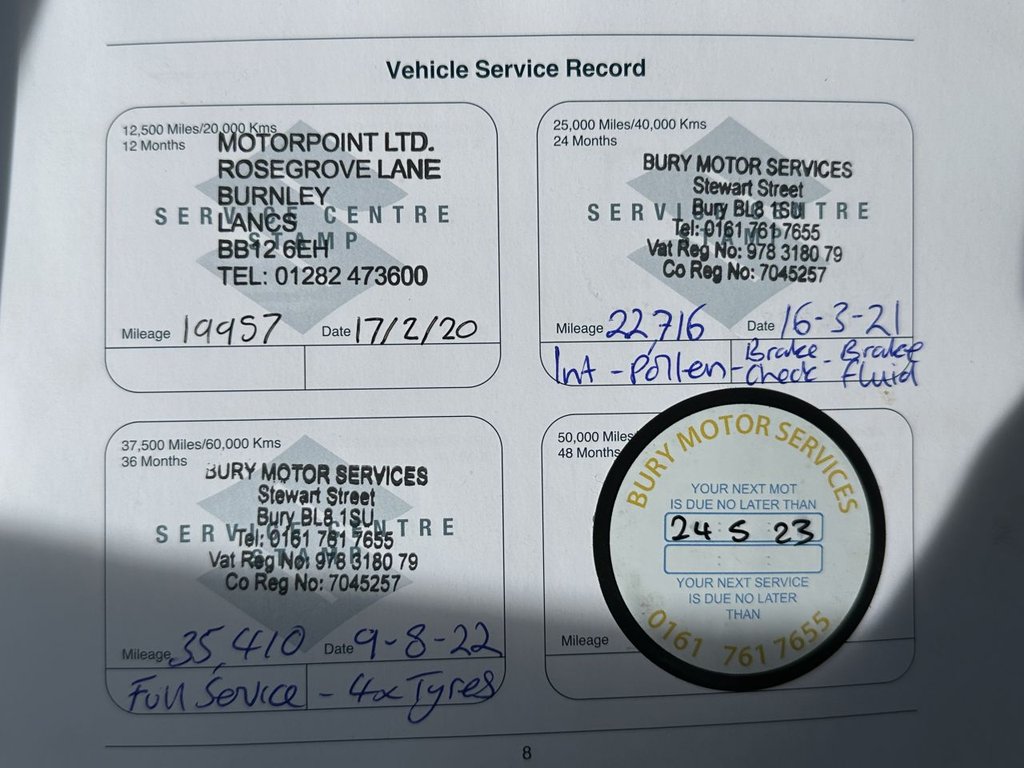 Vehicle Service Record
12,500 Miles/20,000 Kms
12 Months
MOTORPOINT LTD.
ROSEGROVE LANE
BURNLEY
LANCS
BB12 6EH
TEL: 01282 473600
SERVICE CENTRE
STAMP
Mileage 19957 Date 17/2/20
25,000 Miles/40,000 Kms
24 Months
BURY MOTOR SERVICES
Stewart Street
Bury BL8 1SU
Tel: 0161 761 7655
Vat Reg No: 978 3180 79
Co Reg No: 7045257
SERVICE CENTRE
STAMP
Mileage 22,716 Date 16-3-21
Int - Pollen - Brake Check - Brake Fluid
37,500 Miles/60,000 Kms
36 Months
BURY MOTOR SERVICES
Stewart Street
Bury BL8 1SU
Tel: 0161 761 7655
Vat Reg No: 978 3180 79
Co Reg No: 7045257
SERVICE CENTRE
STAMP
Mileage 35,410 Date 9-8-22
Full Service - 4x Tyres
50,000 Miles
48 Months
Mileage
BURY MOTOR SERVICES
YOUR NEXT MOT
IS DUE NO LATER THAN
24 5 23
YOUR NEXT SERVICE
IS DUE NO LATER
THAN
0161 761 7655
8